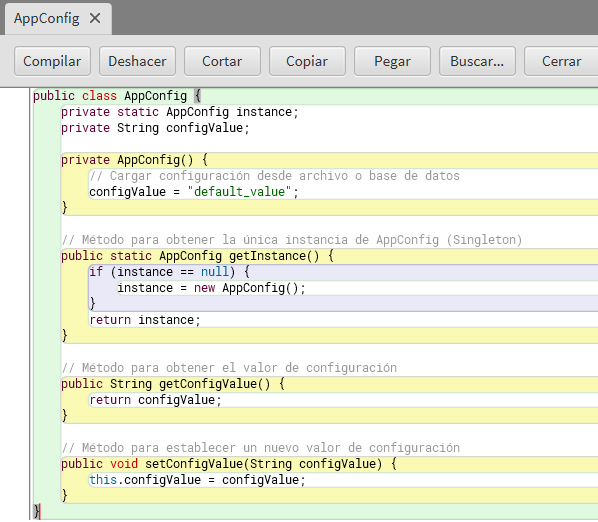 AppConfig ×
Compilar Deshacer Cortar Copiar Pegar Buscar... Cerrar
public class AppConfig {
    private static AppConfig instance;
    private String configValue;

    private AppConfig() {
        // Cargar configuración desde archivo o base de datos
        configValue = "default_value";
    }

    // Método para obtener la única instancia de AppConfig (Singleton)
    public static AppConfig getInstance() {
        if (instance == null) {
            instance = new AppConfig();
        }
        return instance;
    }

    // Método para obtener el valor de configuración
    public String getConfigValue() {
        return configValue;
    }

    // Método para establecer un nuevo valor de configuración
    public void setConfigValue(String configValue) {
        this.configValue = configValue;
    }
}